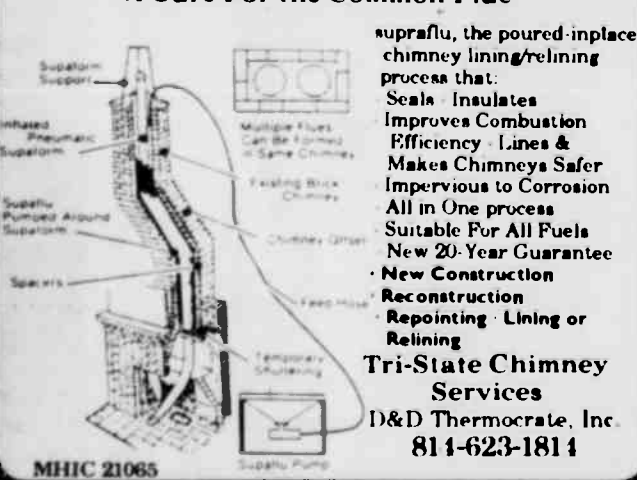 A Cure For the Common Flue
Supaform
Support
Inflated
Pneumatic
Supaform
Multiple Flues
Can Be Formed
in Same Chimney
Existing Brick
Chimney
Supaflu
Pumped Around
Supaform
Chimney Offset
Spacers
Feed Hose
Temporary
Shuttering
Supaflu Pump
MHIC 21065
supraflu, the poured-inplace
chimney lining/relining
process that:
Seals · Insulates
Improves Combustion
Efficiency · Lines &
Makes Chimneys Safer
Impervious to Corrosion
All in One process
Suitable For All Fuels
New 20-Year Guarantee
· New Construction
Reconstruction
Repointing · Lining or
Relining
Tri-State Chimney
Services
D&D Thermocrate, Inc.
814-623-1814